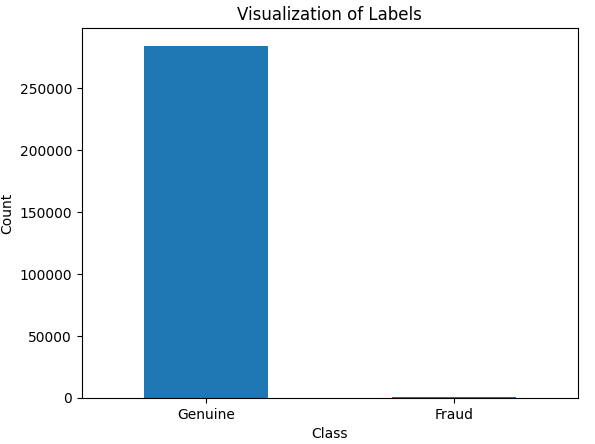 Visualization of Labels
250000
200000
150000
100000
50000
0
Count
Genuine
Fraud
Class